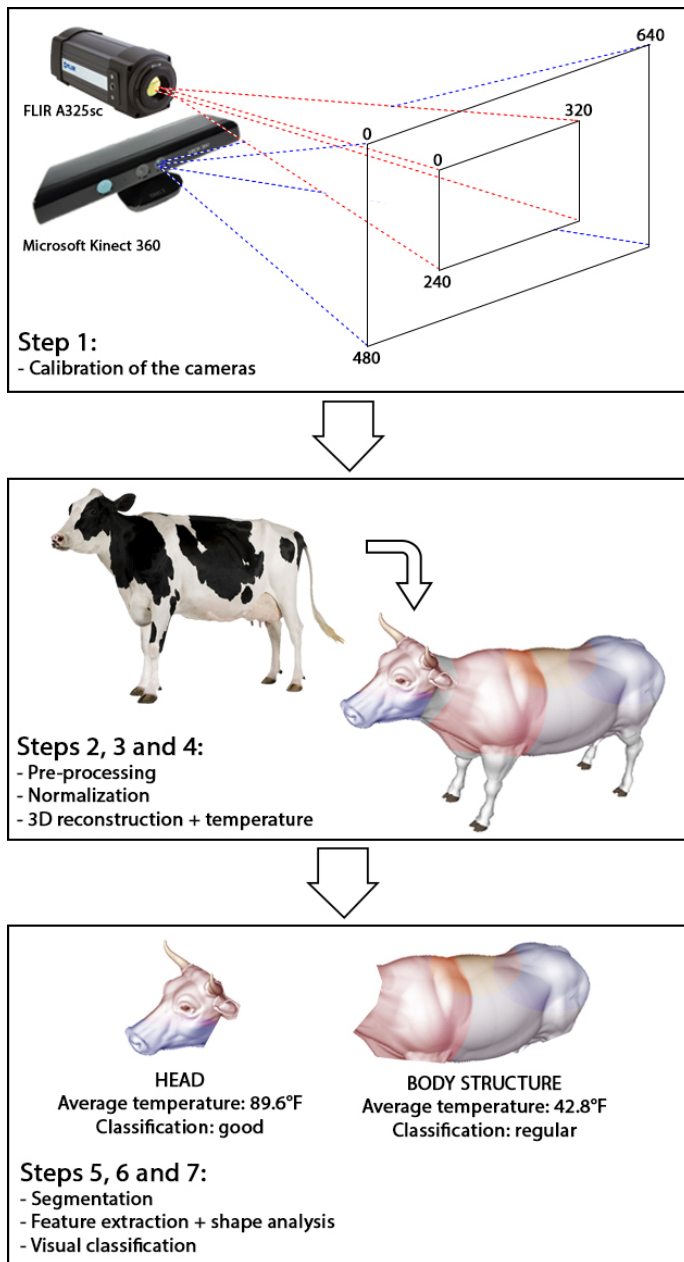 640
FLIR A325sc
0
320
0
Microsoft Kinect 360
240
480
Step 1:
- Calibration of the cameras
Steps 2, 3 and 4:
- Pre-processing
- Normalization
- 3D reconstruction + temperature
HEAD
Average temperature: 89.6°F
Classification: good
BODY STRUCTURE
Average temperature: 42.8°F
Classification: regular
Steps 5, 6 and 7:
- Segmentation
- Feature extraction + shape analysis
- Visual classification